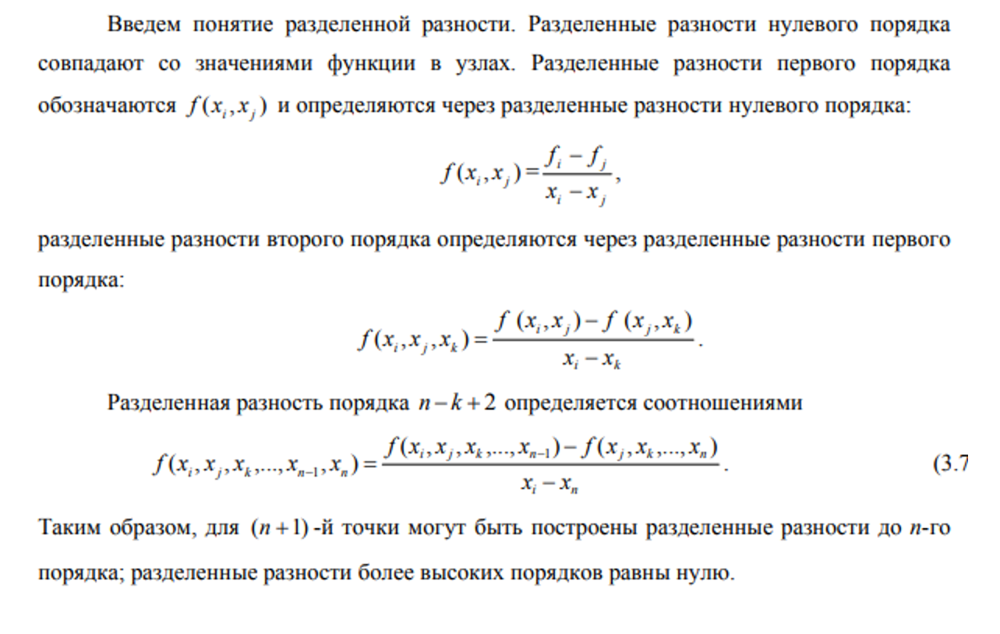 Введем понятие разделенной разности. Разделенные разности нулевого порядка
совпадают со значениями функции в узлах. Разделенные разности первого порядка
обозначаются f(x_i, x_j) и определяются через разделенные разности нулевого порядка:
f(x_i, x_j) = (f_i − f_j) / (x_i − x_j),
разделенные разности второго порядка определяются через разделенные разности первого
порядка:
f(x_i, x_j, x_k) = (f(x_i, x_j) − f(x_j, x_k)) / (x_i − x_k).
Разделенная разность порядка n − k + 2 определяется соотношениями
f(x_i, x_j, x_k, ..., x_{n−1}, x_n) = (f(x_i, x_j, x_k, ..., x_{n−1}) − f(x_j, x_k, ..., x_n)) / (x_i − x_n). (3.7
Таким образом, для (n + 1) -й точки могут быть построены разделенные разности до n-го
порядка; разделенные разности более высоких порядков равны нулю.